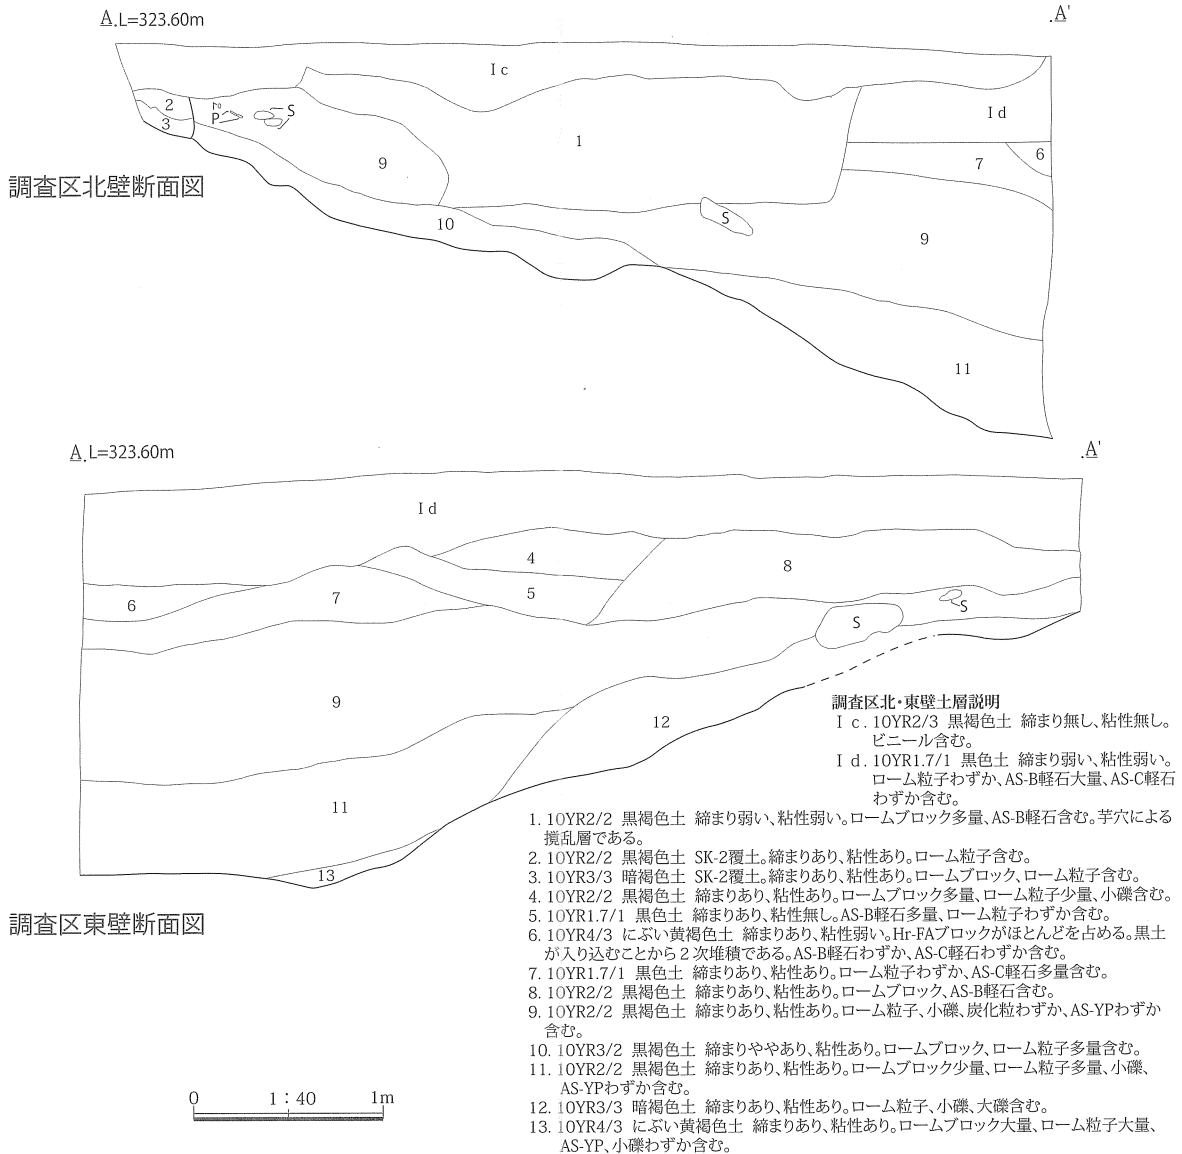 A.L=323.60m
.A'
Ⅰc
2
3
P
S
9
1
Ⅰd
7
6
S
10
9
11
調査区北壁断面図
A.L=323.60m
.A'
Ⅰd
4
5
8
6
7
S
S
9
12
11
13
調査区東壁断面図
調査区北・東壁土層説明
Ⅰc. 10YR2/3 黒褐色土 締まり無し、粘性無し。
ビニール含む。
Ⅰd. 10YR1.7/1 黒色土 締まり弱い、粘性弱い。
ローム粒子わずか、AS-B軽石大量、AS-C軽石
わずか含む。
1. 10YR2/2 黒褐色土 締まり弱い、粘性弱い。ロームブロック多量、AS-B軽石含む。芋穴による
撹乱層である。
2. 10YR2/2 黒褐色土 SK-2覆土。締まりあり、粘性あり。ローム粒子含む。
3. 10YR3/3 暗褐色土 SK-2覆土。締まりあり、粘性あり。ロームブロック、ローム粒子含む。
4. 10YR2/2 黒褐色土 締まりあり、粘性あり。ロームブロック多量、ローム粒子少量、小礫含む。
5. 10YR1.7/1 黒色土 締まりあり、粘性無し。AS-B軽石多量、ローム粒子わずか含む。
6. 10YR4/3 にぶい黄褐色土 締まりあり、粘性弱い。Hr-FAブロックがほとんどを占める。黒土
が入り込むことから２次堆積である。AS-B軽石わずか、AS-C軽石わずか含む。
7. 10YR1.7/1 黒色土 締まりあり、粘性あり。ローム粒子わずか、AS-C軽石多量含む。
8. 10YR2/2 黒褐色土 締まりあり、粘性あり。ロームブロック、AS-B軽石含む。
9. 10YR2/2 黒褐色土 締まりあり、粘性あり。ローム粒子、小礫、炭化粒わずか、AS-YPわずか
含む。
10. 10YR3/2 黒褐色土 締まりややあり、粘性あり。ロームブロック、ローム粒子多量含む。
11. 10YR2/2 黒褐色土 締まりあり、粘性あり。ロームブロック少量、ローム粒子多量、小礫、
AS-YPわずか含む。
12. 10YR3/3 暗褐色土 締まりあり、粘性あり。ローム粒子、小礫、大礫含む。
13. 10YR4/3 にぶい黄褐色土 締まりあり、粘性あり。ロームブロック大量、ローム粒子大量、
AS-YP、小礫わずか含む。
0 1：40 1m